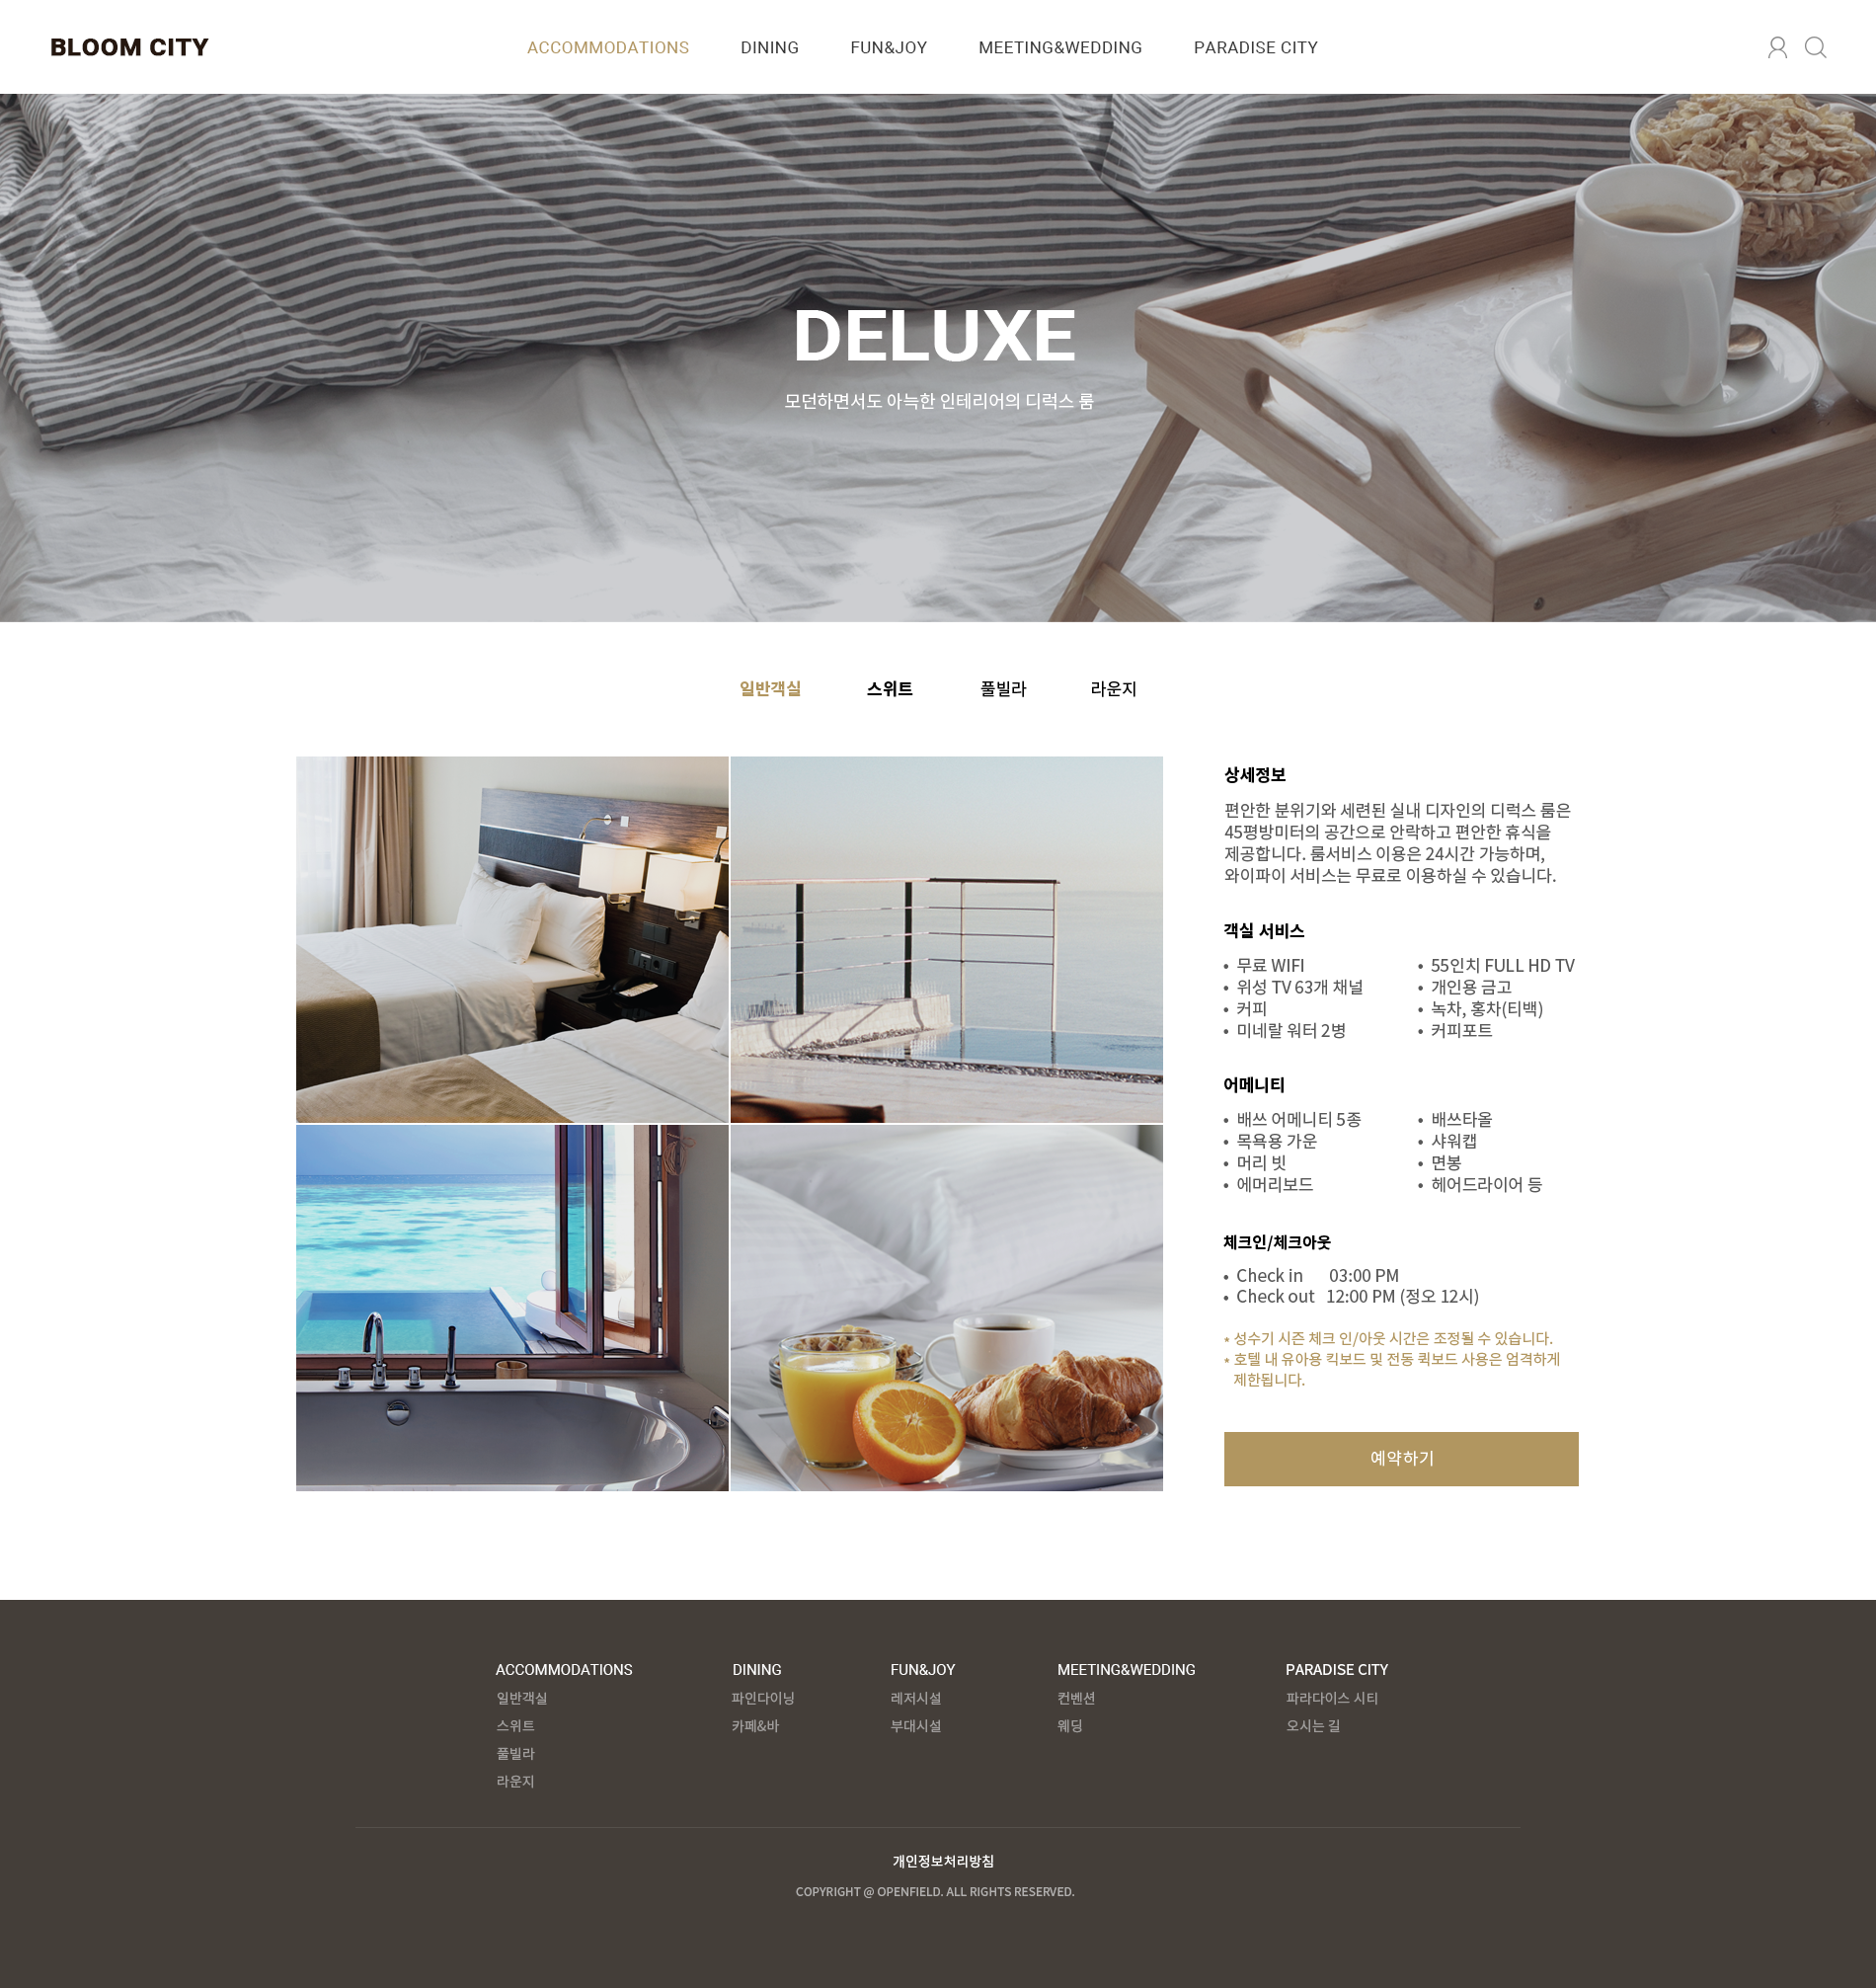 BLOOM CITY
ACCOMMODATIONS DINING FUN&JOY MEETING&WEDDING PARADISE CITY
DELUXE
모던하면서도 아늑한 인테리어의 디럭스 룸
일반객실 스위트 풀빌라 라운지
상세정보
편안한 분위기와 세련된 실내 디자인의 디럭스 룸은
45평방미터의 공간으로 안락하고 편안한 휴식을
제공합니다. 룸서비스 이용은 24시간 가능하며,
와이파이 서비스는 무료로 이용하실 수 있습니다.
객실 서비스
• 무료 WIFI • 55인치 FULL HD TV
• 위성 TV 63개 채널 • 개인용 금고
• 커피 • 녹차, 홍차(티백)
• 미네랄 워터 2병 • 커피포트
어메니티
• 배쓰 어메니티 5종 • 배쓰타올
• 목욕용 가운 • 샤워캡
• 머리 빗 • 면봉
• 에머리보드 • 헤어드라이어 등
체크인/체크아웃
• Check in 03:00 PM
• Check out 12:00 PM (정오 12시)
* 성수기 시즌 체크 인/아웃 시간은 조정될 수 있습니다.
* 호텔 내 유아용 킥보드 및 전동 퀵보드 사용은 엄격하게
제한됩니다.
예약하기
ACCOMMODATIONS DINING FUN&JOY MEETING&WEDDING PARADISE CITY
일반객실 파인다이닝 레저시설 컨벤션 파라다이스 시티
스위트 카페&바 부대시설 웨딩 오시는 길
풀빌라
라운지
개인정보처리방침
COPYRIGHT @ OPENFIELD. ALL RIGHTS RESERVED.